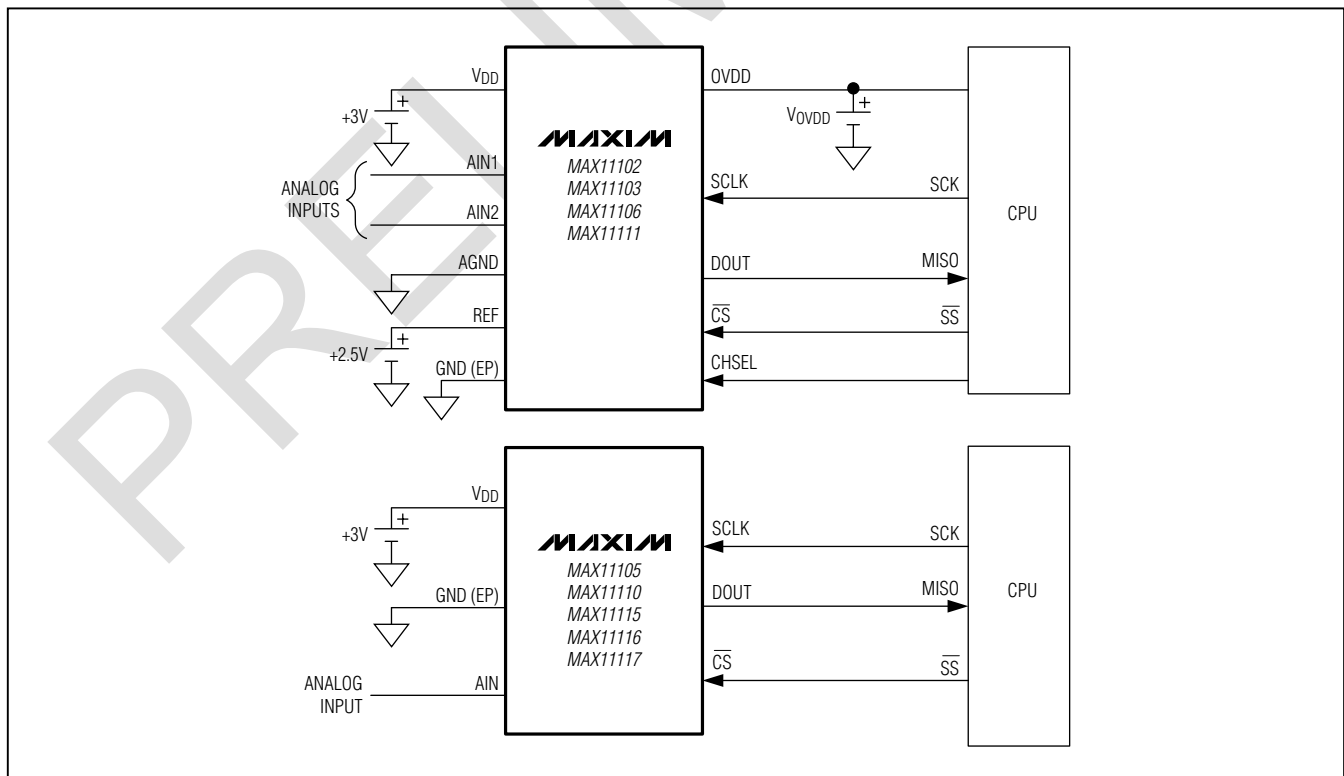 PRELIM
VDD
+
+3V
ANALOG
INPUTS
AIN1
AIN2
AGND
REF
+
+2.5V
GND (EP)
MAXIM
MAX11102
MAX11103
MAX11106
MAX11111
OVDD
+
VOVDD
SCLK
SCK
DOUT
MISO
CS
SS
CHSEL
CPU
VDD
+
+3V
GND (EP)
ANALOG
INPUT
AIN
MAXIM
MAX11105
MAX11110
MAX11115
MAX11116
MAX11117
SCLK
SCK
DOUT
MISO
CS
SS
CPU